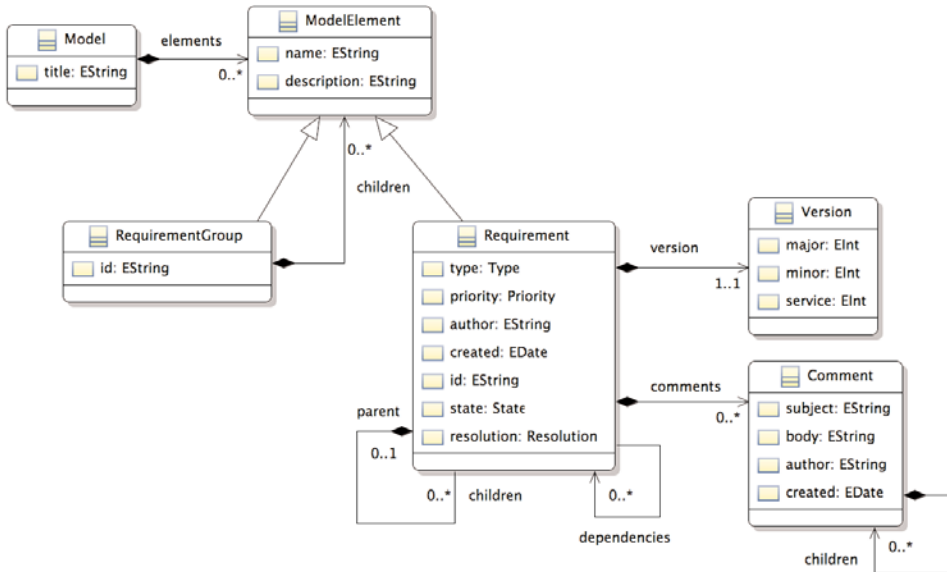 Model
title: EString
elements
0..*
ModelElement
name: EString
description: EString
0..*
children
RequirementGroup
id: EString
Requirement
type: Type
priority: Priority
author: EString
created: EDate
id: EString
state: State
resolution: Resolution
version
1..1
Version
major: EInt
minor: EInt
service: EInt
comments
0..*
Comment
subject: EString
body: EString
author: EString
created: EDate
parent
0..1
0..*
children
0..*
dependencies
0..*
children